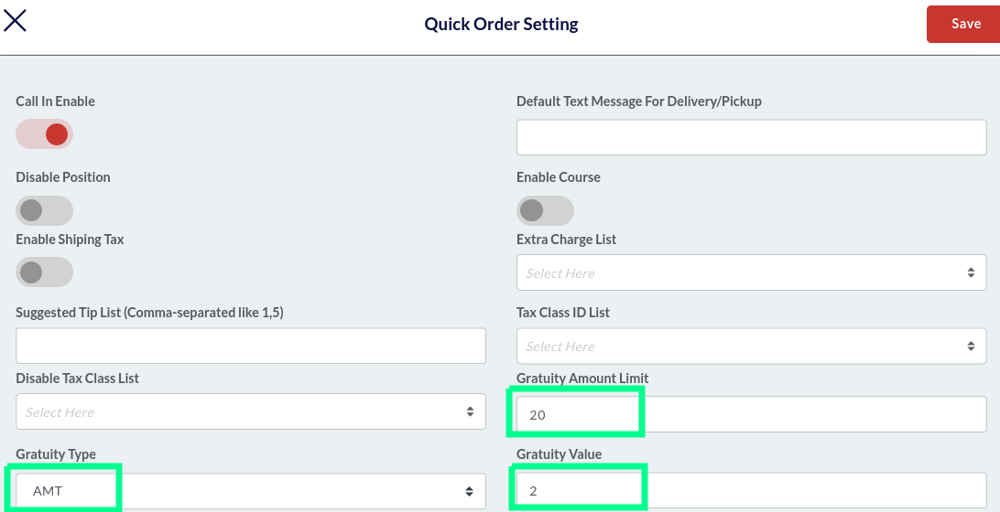 Quick Order Setting
Save
Call In Enable
Default Text Message For Delivery/Pickup
Disable Position
Enable Course
Enable Shiping Tax
Extra Charge List
Select Here
Suggested Tip List (Comma-separated like 1,5)
Tax Class ID List
Select Here
Disable Tax Class List
Gratuity Amount Limit
Select Here
20
Gratuity Type
Gratuity Value
AMT
2